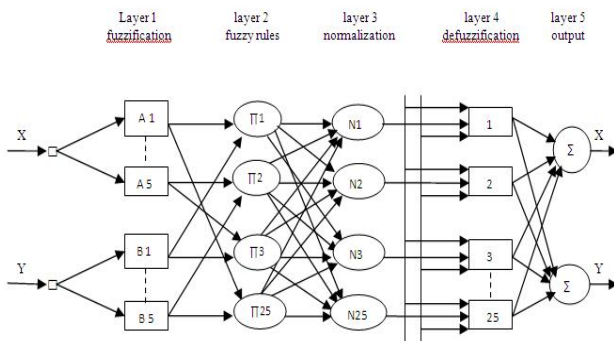 Layer 1
fuzzification
layer 2
fuzzy rules
layer 3
normalization
layer 4
defuzzification
layer 5
output
X
A 1
A 5
Y
B 1
B 5
∏1
∏2
∏3
∏25
N1
N2
N3
N25
1
2
3
25
Σ
X
Σ
Y